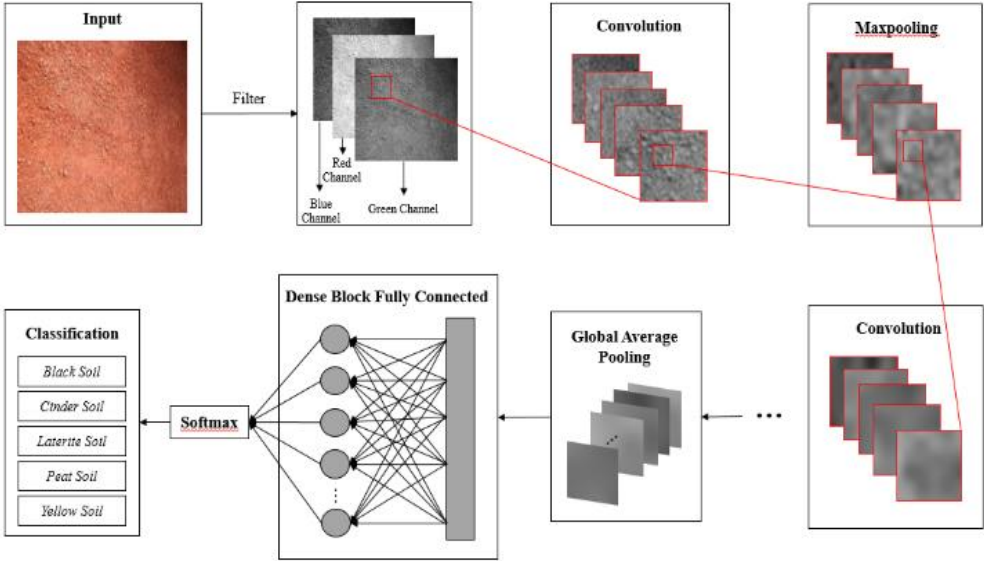 Input
Filter
Red
Channel
Blue
Channel
Green Channel
Convolution
Maxpooling
Convolution
Global Average
Pooling
Dense Block Fully Connected
Softmax
Classification
Black Soil
Cinder Soil
Laterite Soil
Peat Soil
Yellow Soil